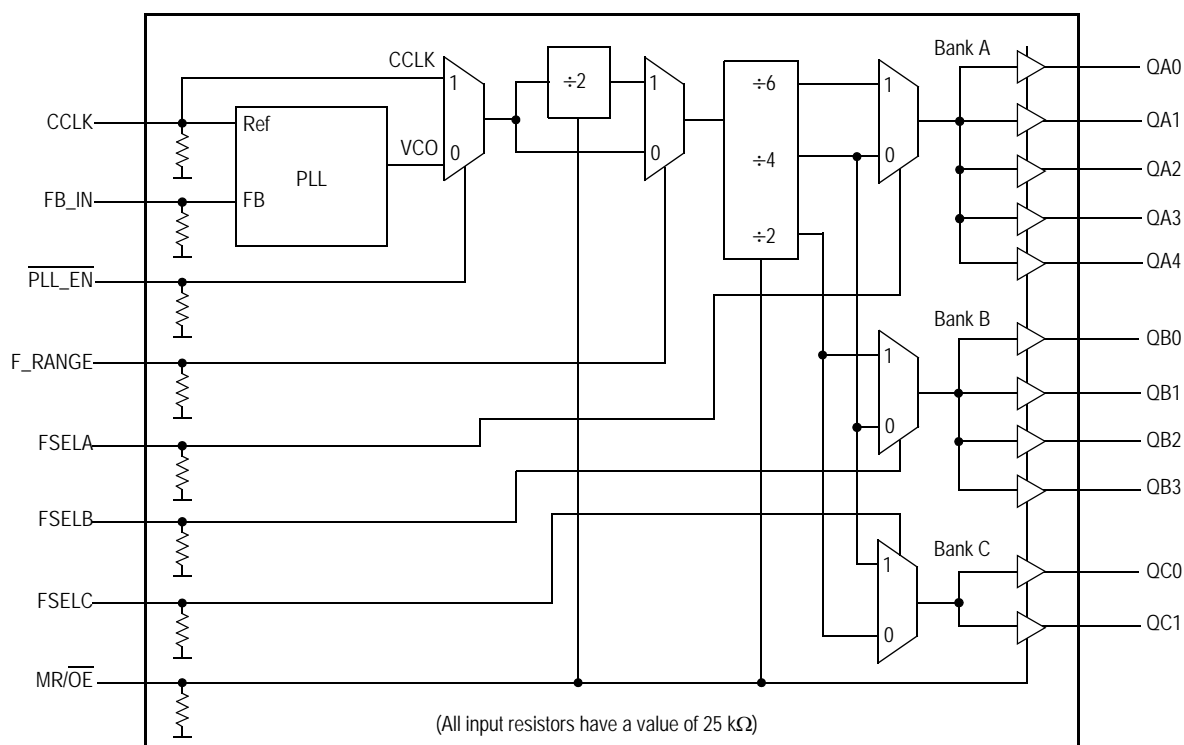 Bank A
QA0
CCLK
1
÷2
1
÷6
1
CCLK
Ref
QA1
VCO
0
0
÷4
0
PLL
QA2
FB_IN
FB
QA3
÷2
QA4
PLL_EN
Bank B
QB0
F_RANGE
1
QB1
0
QB2
FSELA
QB3
FSELB
Bank C
1
QC0
FSELC
0
QC1
MR/OE
(All input resistors have a value of 25 kΩ)